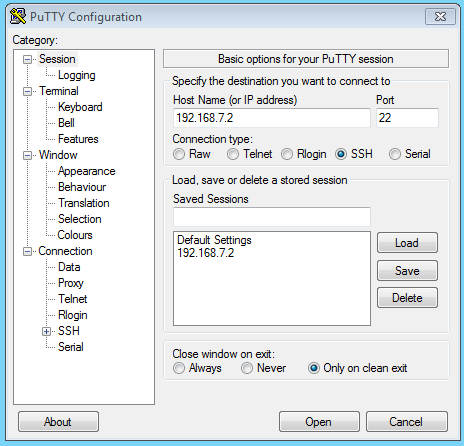 PuTTY Configuration
Category:
Session
Logging
Terminal
Keyboard
Bell
Features
Window
Appearance
Behaviour
Translation
Selection
Colours
Connection
Data
Proxy
Telnet
Rlogin
SSH
Serial
Basic options for your PuTTY session
Specify the destination you want to connect to
Host Name (or IP address) Port
192.168.7.2 22
Connection type:
Raw Telnet Rlogin SSH Serial
Load, save or delete a stored session
Saved Sessions
Default Settings
192.168.7.2
Load
Save
Delete
Close window on exit:
Always Never Only on clean exit
About Open Cancel